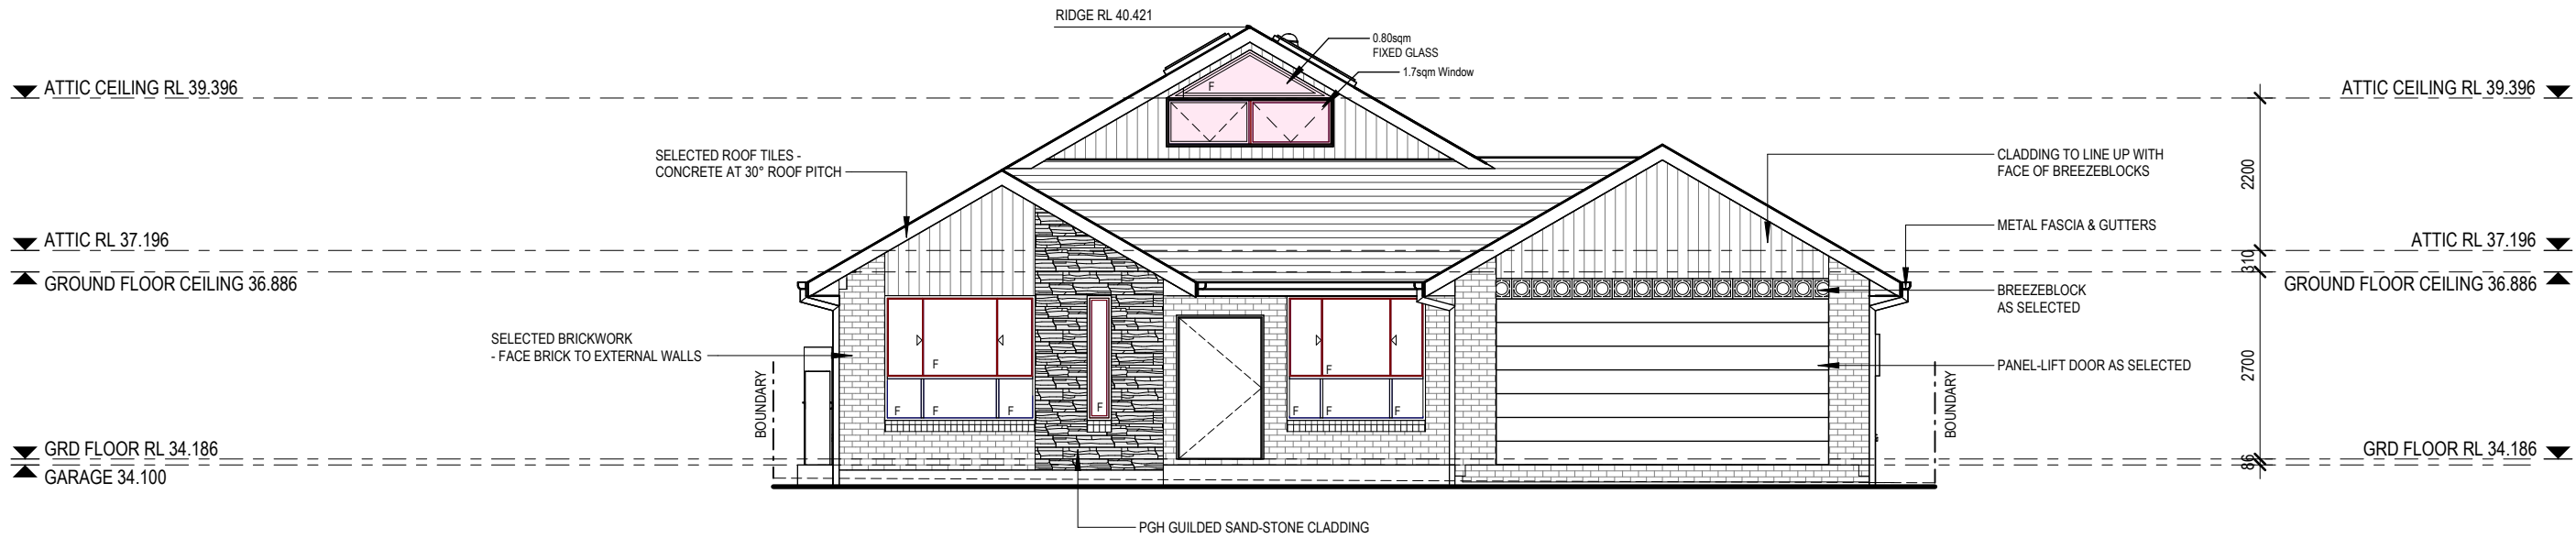 RIDGE RL 40.421
0.80sqm
FIXED GLASS
1.7sqm Window
F
ATTIC CEILING RL 39.396
ATTIC CEILING RL 39.396
SELECTED ROOF TILES -
CONCRETE AT 30° ROOF PITCH
CLADDING TO LINE UP WITH
FACE OF BREEZEBLOCKS
2200
METAL FASCIA & GUTTERS
ATTIC RL 37.196
ATTIC RL 37.196
310
GROUND FLOOR CEILING 36.886
GROUND FLOOR CEILING 36.886
BREEZEBLOCK
AS SELECTED
SELECTED BRICKWORK
- FACE BRICK TO EXTERNAL WALLS
F
F
PANEL-LIFT DOOR AS SELECTED
2700
BOUNDARY
BOUNDARY
F F F F F F F
GRD FLOOR RL 34.186
GRD FLOOR RL 34.186
86
GARAGE 34.100
PGH GUILDED SAND-STONE CLADDING